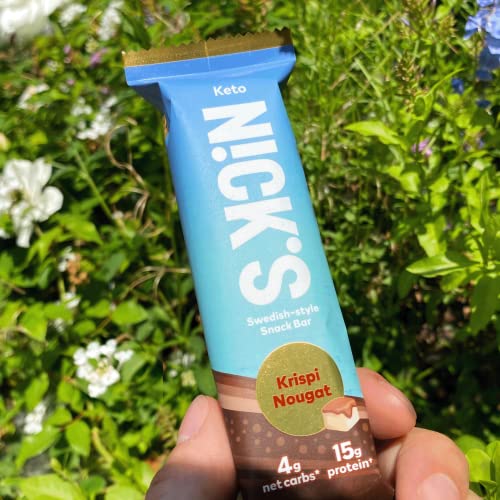 Keto
N!CK'S
Swedish-style
Snack Bar
Krispi
Nougat
4g 15g
net carbs* protein*